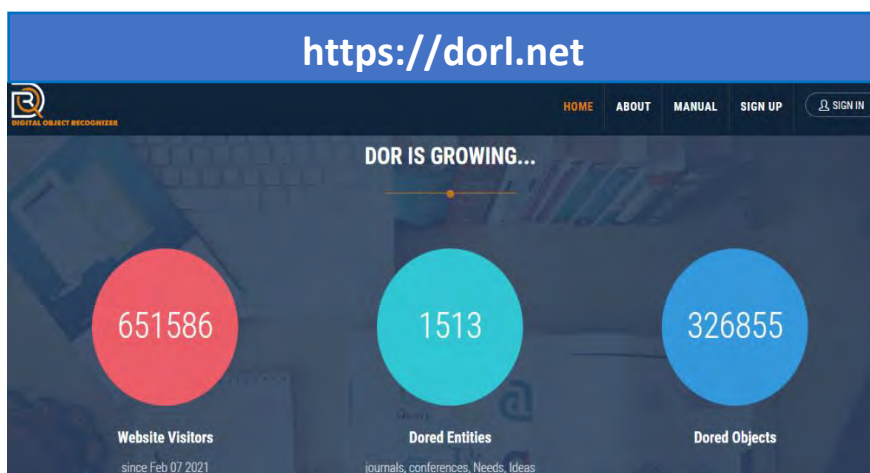 https://dorl.net
DIGITAL OBJECT RECOGNIZER
HOME ABOUT MANUAL SIGN UP SIGN IN
DOR IS GROWING...
651586 1513 326855
Website Visitors Dored Entities Dored Objects
since Feb 07 2021 journals, conferences, Needs, Ideas